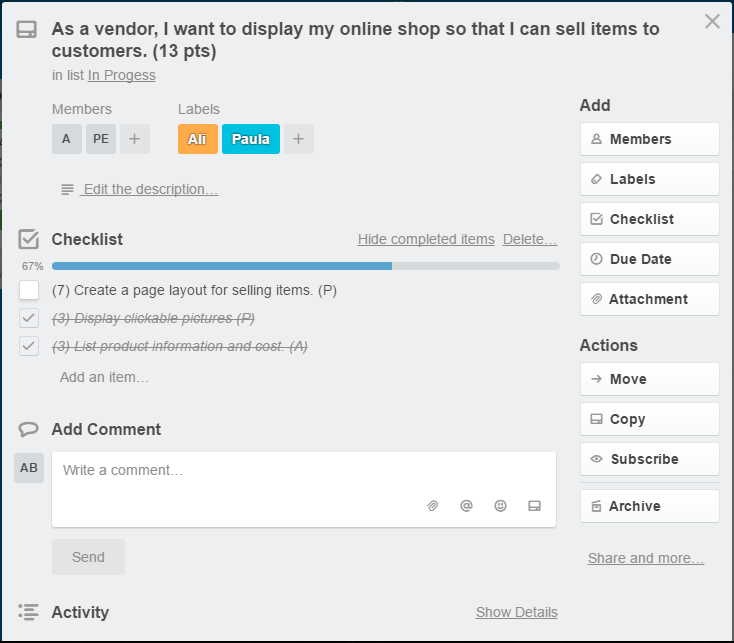 As a vendor, I want to display my online shop so that I can sell items to
customers. (13 pts)
in list In Progess
Members
Labels
A
PE
+
Ali
Paula
+
Edit the description…
Checklist
Hide completed items
Delete…
67%
(7) Create a page layout for selling items. (P)
(3) Display clickable pictures (P)
(3) List product information and cost. (A)
Add an item…
Add Comment
AB
Write a comment…
@
Send
Activity
Show Details
Add
Members
Labels
Checklist
Due Date
Attachment
Actions
Move
Copy
Subscribe
Archive
Share and more…